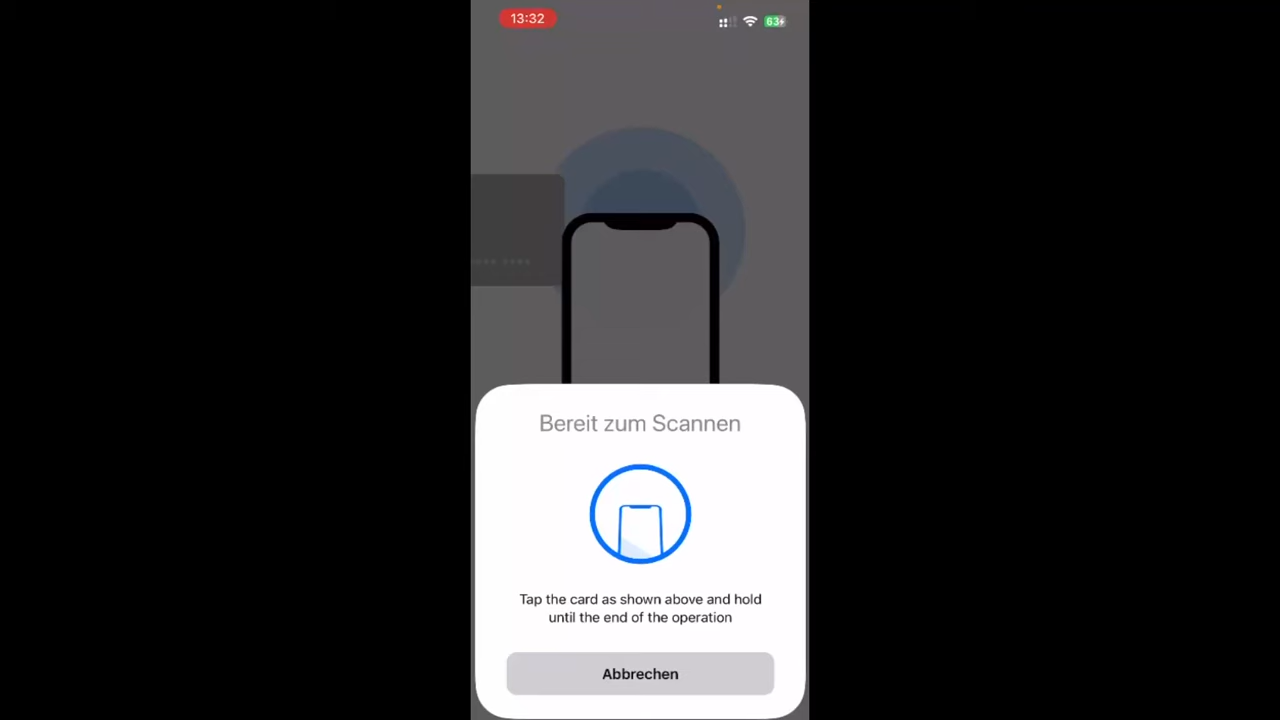 13:32
63
Bereit zum Scannen
Tap the card as shown above and hold
until the end of the operation
Abbrechen